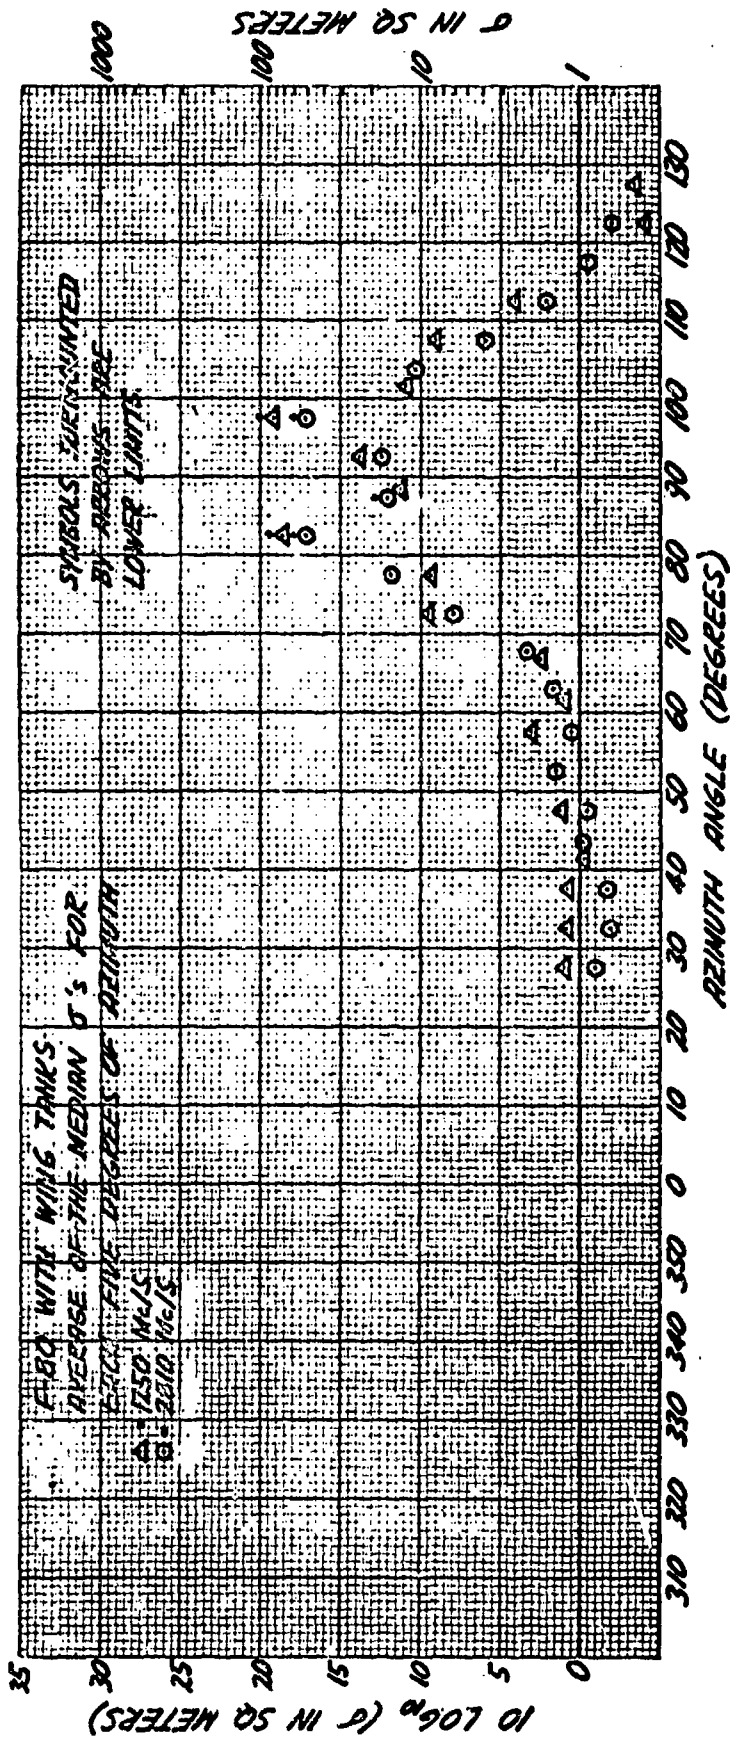 F-80 WITH WING TANKS-
AVERAGE OF THE MEDIAN σ's FOR
EACH FIVE DEGREES OF AZIMUTH
△- 1250 Mc/S
⊙- 2810 Mc/S
SYMBOLS SURMOUNTED
BY ARROWS ARE
LOWER LIMITS.
10 LOG₁₀ (σ IN SQ METERS)
35
30
25
20
15
10
5
0
σ IN SQ METERS
1000
100
10
1
310 320 330 340 350 0 10 20 30 40 50 60 70 80 90 100 110 120 130
AZIMUTH ANGLE (DEGREES)